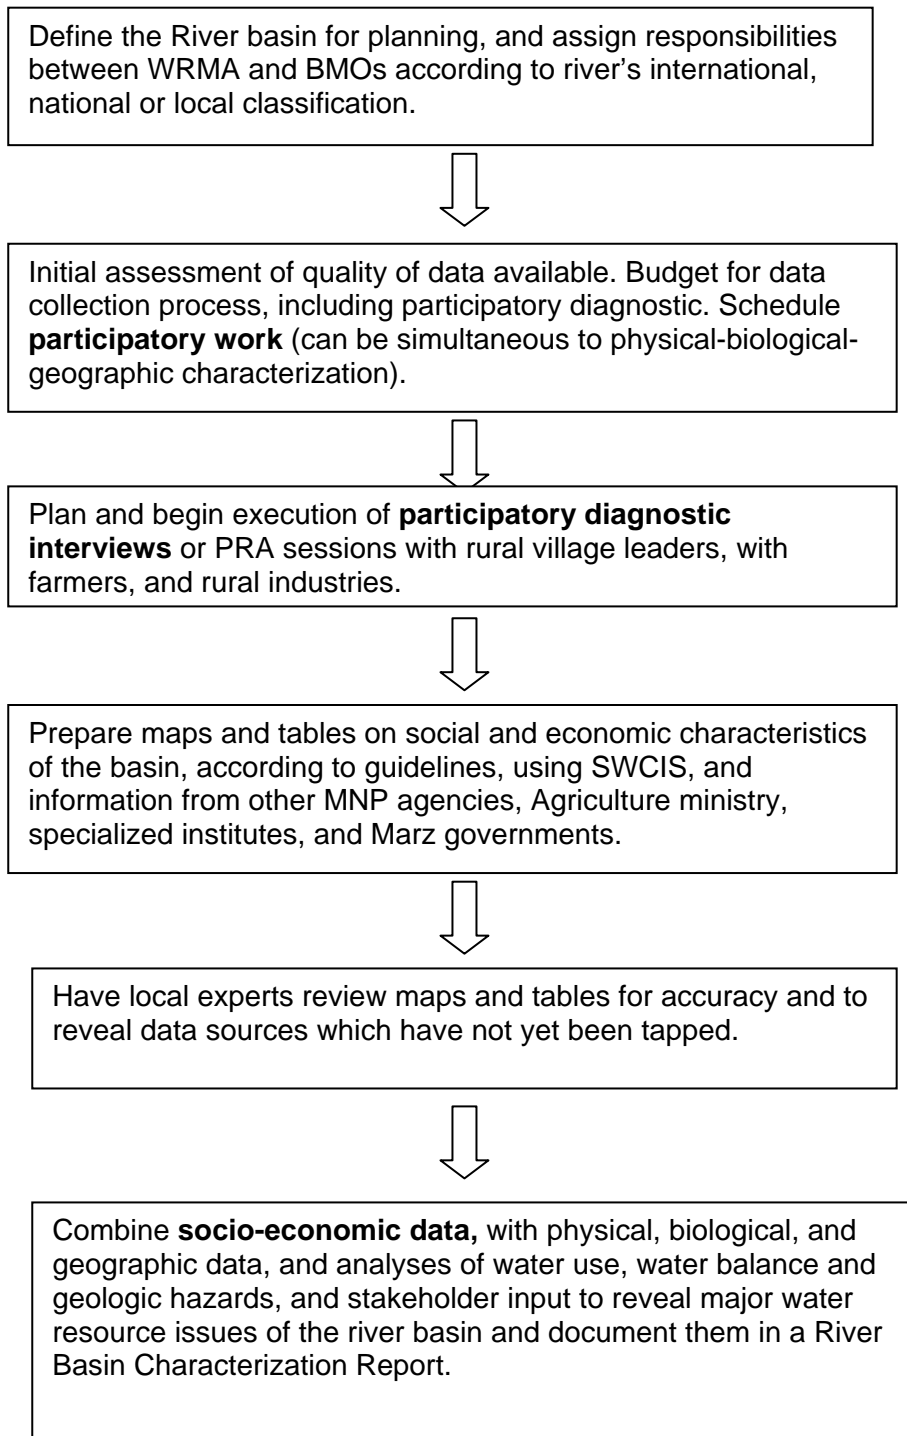 Define the River basin for planning, and assign responsibilities
between WRMA and BMOs according to river's international,
national or local classification.
Initial assessment of quality of data available. Budget for data
collection process, including participatory diagnostic. Schedule
participatory work (can be simultaneous to physical-biological-
geographic characterization).
Plan and begin execution of participatory diagnostic
interviews or PRA sessions with rural village leaders, with
farmers, and rural industries.
Prepare maps and tables on social and economic characteristics
of the basin, according to guidelines, using SWCIS, and
information from other MNP agencies, Agriculture ministry,
specialized institutes, and Marz governments.
Have local experts review maps and tables for accuracy and to
reveal data sources which have not yet been tapped.
Combine socio-economic data, with physical, biological, and
geographic data, and analyses of water use, water balance and
geologic hazards, and stakeholder input to reveal major water
resource issues of the river basin and document them in a River
Basin Characterization Report.